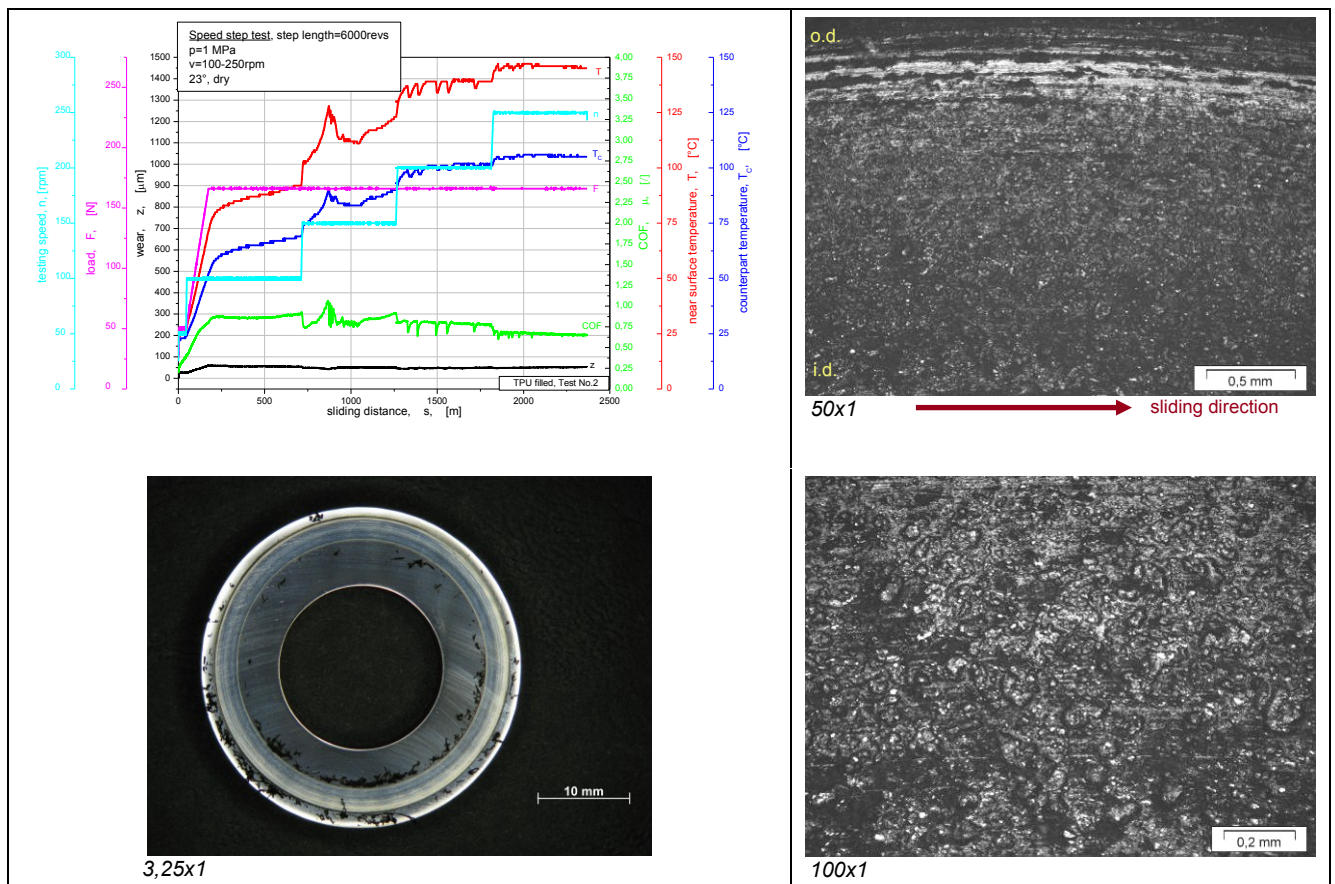 Speed step test, step length=6000revs
p=1 MPa
v=100-250rpm
23°, dry
300
250
200
150
100
50
0
testing speed, n, [rpm]
250
200
150
100
50
0
load, F, [N]
1500
1400
1300
1200
1100
1000
900
800
700
600
500
400
300
200
100
0
wear, z, [µm]
T
n
T_C
F
COF
z
TPU filled, Test No.2
0
500
1000
1500
2000
2500
sliding distance, s, [m]
4,00
3,75
3,50
3,25
3,00
2,75
2,50
2,25
2,00
1,75
1,50
1,25
1,00
0,75
0,50
0,25
0,00
COF, µ, [/]
150
125
100
75
50
25
0
near surface temperature, T, [°C]
150
125
100
75
50
25
0
counterpart temperature, T_C, [°C]
o.d.
i.d.
0,5 mm
50x1
sliding direction
10 mm
3,25x1
0,2 mm
100x1